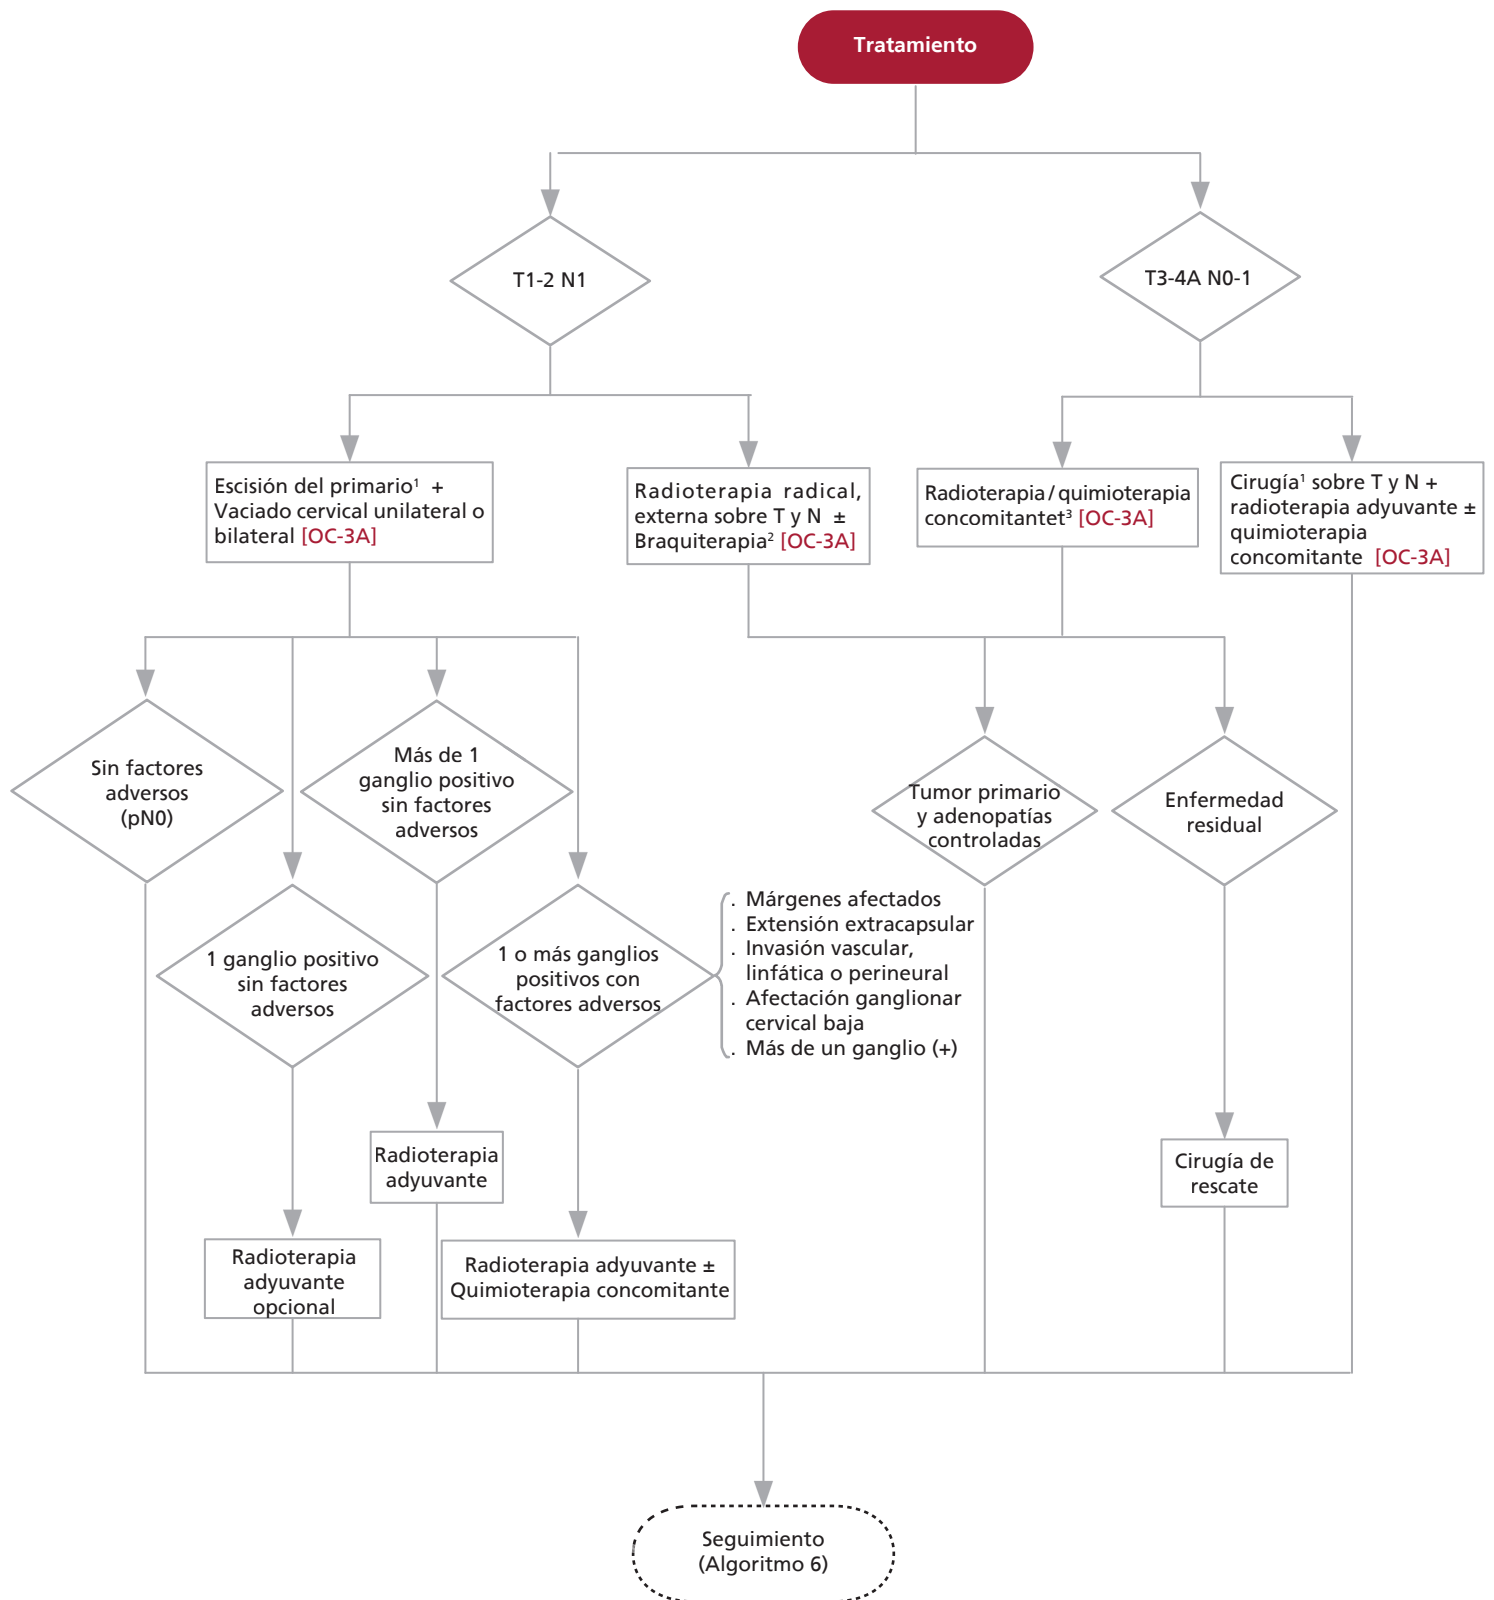 Tratamiento
T1-2 N1
T3-4A N0-1
Escisión del primario¹ +
Vaciado cervical unilateral o
bilateral [OC-3A]
Radioterapia radical,
externa sobre T y N ±
Braquiterapia² [OC-3A]
Radioterapia/quimioterapia
concomitantet³ [OC-3A]
Cirugía¹ sobre T y N +
radioterapia adyuvante ±
quimioterapia
concomitante [OC-3A]
Sin factores
adversos
(pN0)
Más de 1
ganglio positivo
sin factores
adversos
Tumor primario
y adenopatías
controladas
Enfermedad
residual
1 ganglio positivo
sin factores
adversos
1 o más ganglios
positivos con
factores adversos
. Márgenes afectados
. Extensión extracapsular
. Invasión vascular,
linfática o perineural
. Afectación ganglionar
cervical baja
. Más de un ganglio (+)
Radioterapia
adyuvante
Cirugía de
rescate
Radioterapia
adyuvante
opcional
Radioterapia adyuvante ±
Quimioterapia concomitante
Seguimiento
(Algoritmo 6)